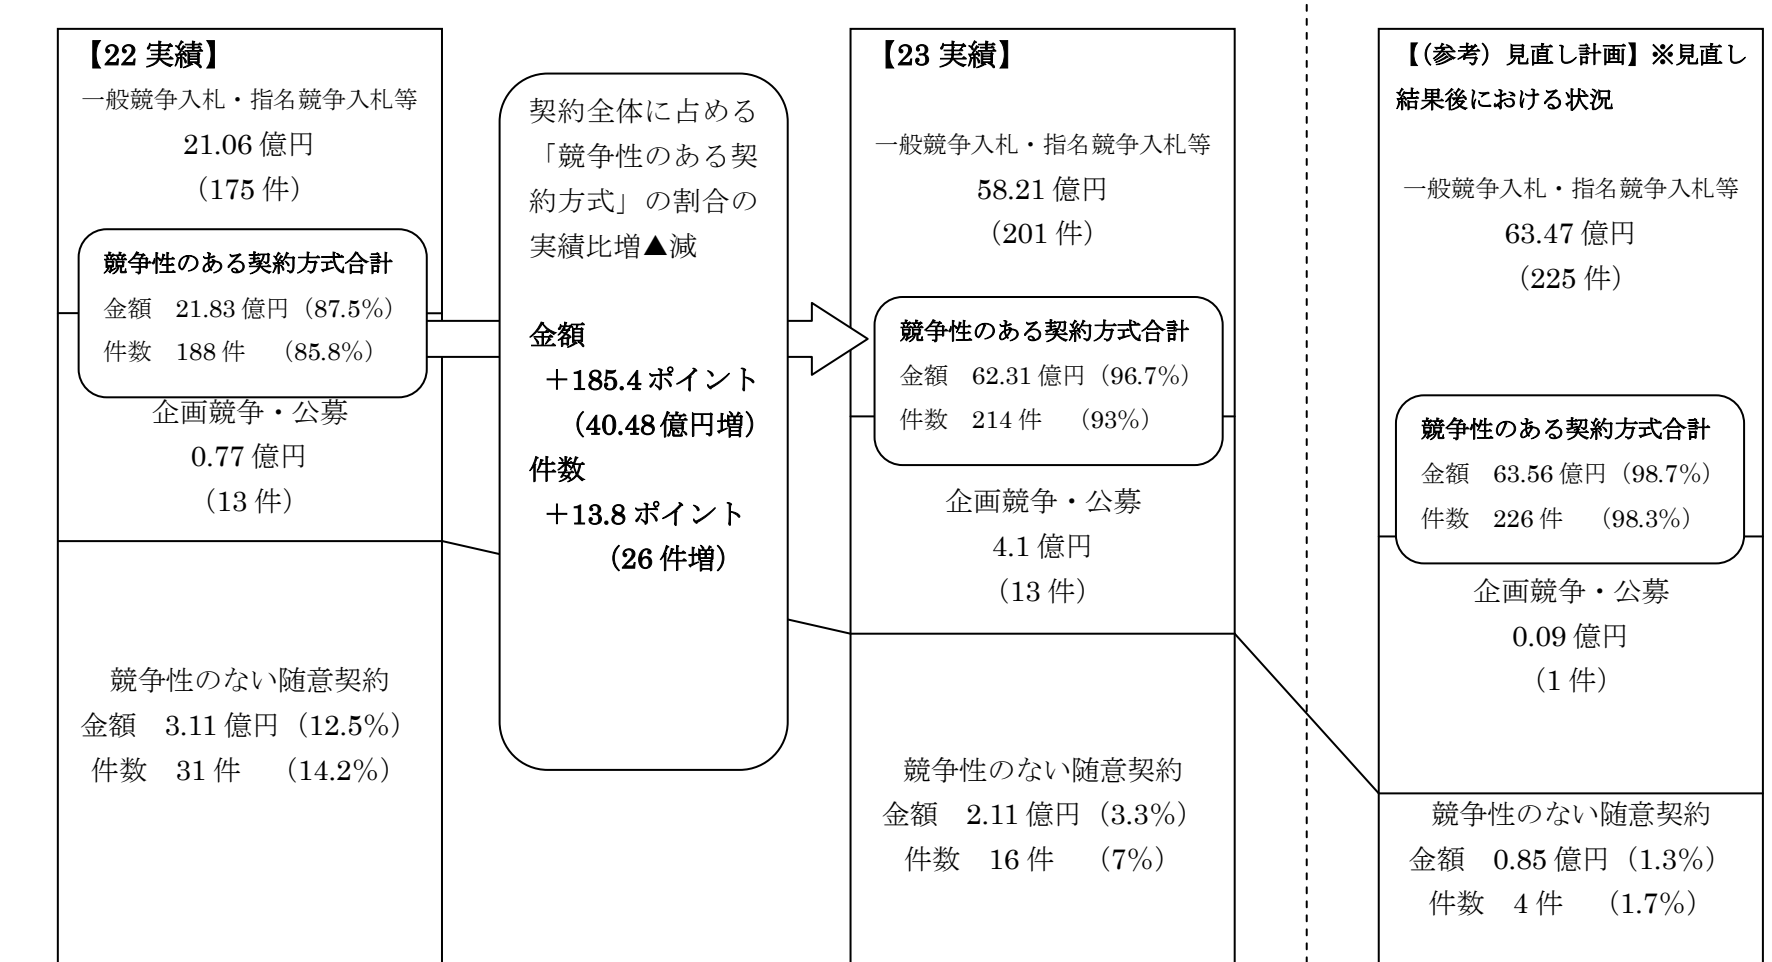 【22 実績】
一般競争入札・指名競争入札等
21.06 億円
（175 件）
競争性のある契約方式合計
金額　21.83 億円（87.5%）
件数　188 件　（85.8%）
企画競争・公募
0.77 億円
（13 件）
競争性のない随意契約
金額　3.11 億円（12.5%）
件数　31 件　（14.2%）
契約全体に占める
「競争性のある契
約方式」の割合の
実績比増▲減
金額
＋185.4 ポイント
（40.48 億円増）
件数
＋13.8 ポイント
（26 件増）
【23 実績】
一般競争入札・指名競争入札等
58.21 億円
（201 件）
競争性のある契約方式合計
金額　62.31 億円（96.7%）
件数　214 件　（93%）
企画競争・公募
4.1 億円
（13 件）
競争性のない随意契約
金額　2.11 億円（3.3%）
件数　16 件　（7%）
【（参考）見直し計画】※見直し
結果後における状況
一般競争入札・指名競争入札等
63.47 億円
（225 件）
競争性のある契約方式合計
金額　63.56 億円（98.7%）
件数　226 件　（98.3%）
企画競争・公募
0.09 億円
（1 件）
競争性のない随意契約
金額　0.85 億円（1.3%）
件数　4 件　（1.7%）